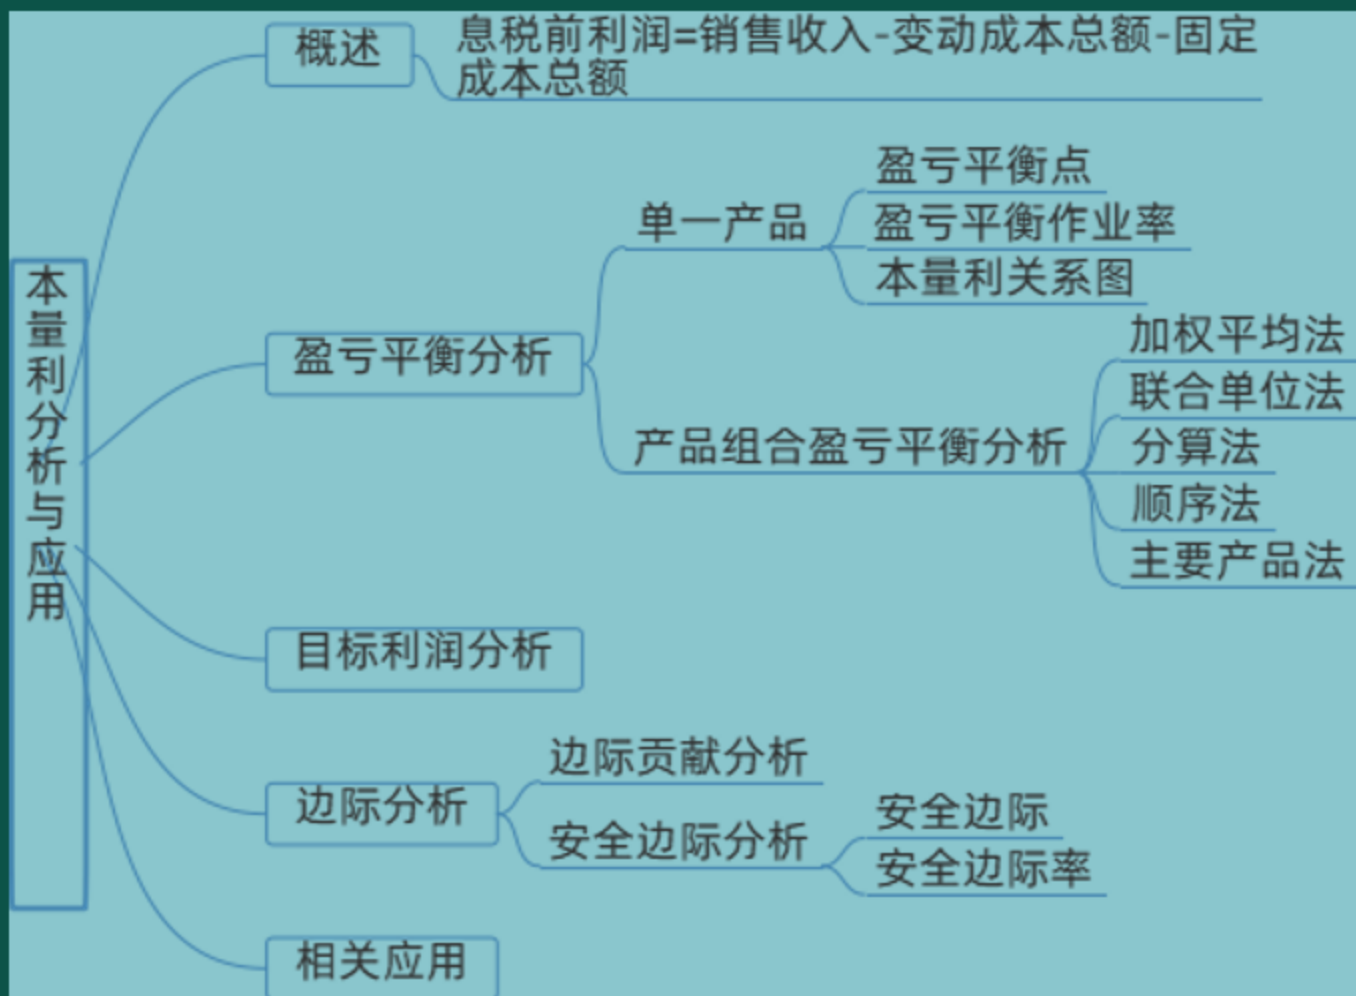 本量利分析与应用
概述
息税前利润=销售收入-变动成本总额-固定
成本总额
盈亏平衡分析
单一产品
盈亏平衡点
盈亏平衡作业率
本量利关系图
产品组合盈亏平衡分析
加权平均法
联合单位法
分算法
顺序法
主要产品法
目标利润分析
边际分析
边际贡献分析
安全边际分析
安全边际
安全边际率
相关应用